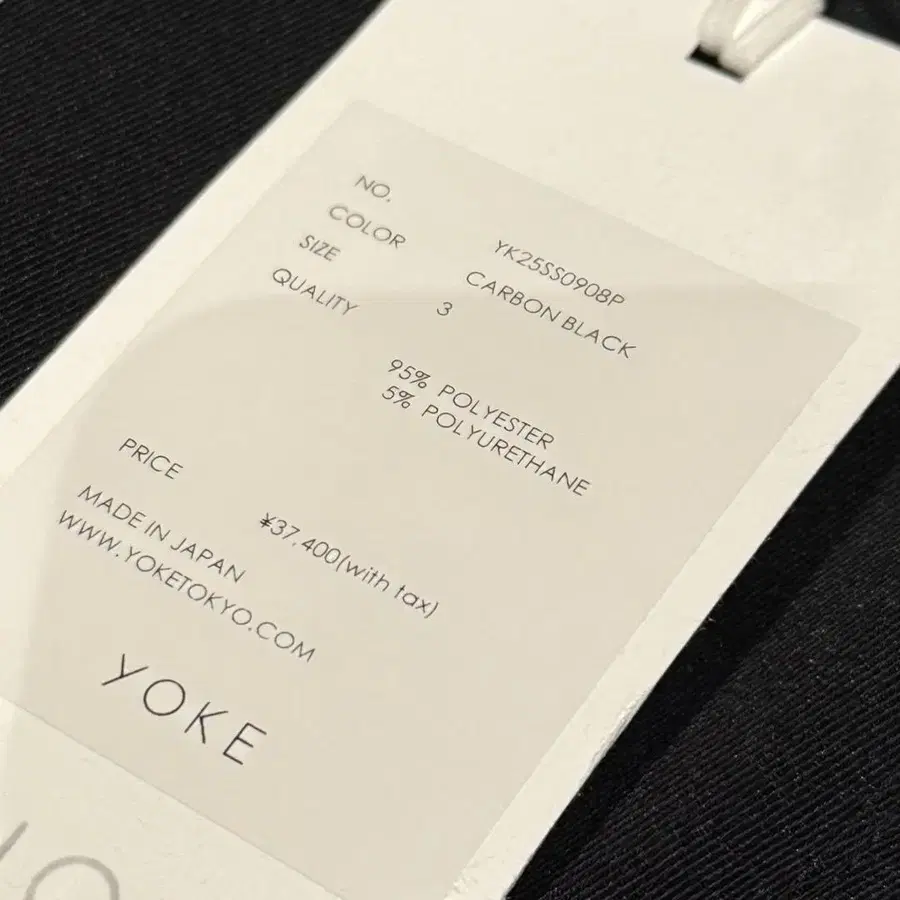 NO. YK25SS0908P
COLOR CARBON BLACK
SIZE 3
QUALITY
95% POLYESTER
5% POLYURETHANE
PRICE
¥37,400(with tax)
MADE IN JAPAN
WWW.YOKETOKYO.COM
YOKE